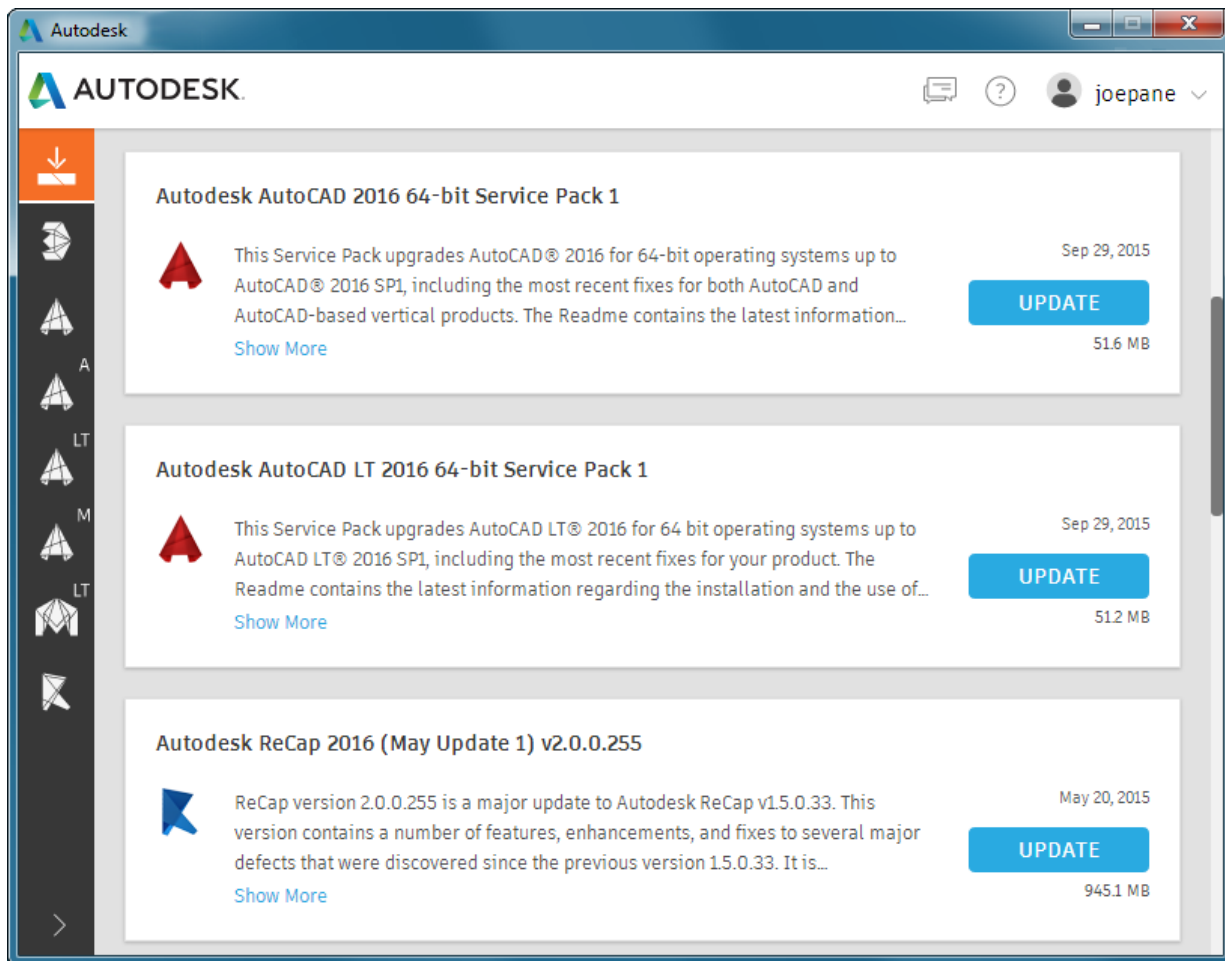 Autodesk
AUTODESK.
joepane
A
LT
M
LT
Autodesk AutoCAD 2016 64-bit Service Pack 1
This Service Pack upgrades AutoCAD® 2016 for 64-bit operating systems up to
AutoCAD® 2016 SP1, including the most recent fixes for both AutoCAD and
AutoCAD-based vertical products. The Readme contains the latest information...
Show More
Sep 29, 2015
UPDATE
51.6 MB
Autodesk AutoCAD LT 2016 64-bit Service Pack 1
This Service Pack upgrades AutoCAD LT® 2016 for 64 bit operating systems up to
AutoCAD LT® 2016 SP1, including the most recent fixes for your product. The
Readme contains the latest information regarding the installation and the use of...
Show More
Sep 29, 2015
UPDATE
51.2 MB
Autodesk ReCap 2016 (May Update 1) v2.0.0.255
ReCap version 2.0.0.255 is a major update to Autodesk ReCap v1.5.0.33. This
version contains a number of features, enhancements, and fixes to several major
defects that were discovered since the previous version 1.5.0.33. It is...
Show More
May 20, 2015
UPDATE
945.1 MB